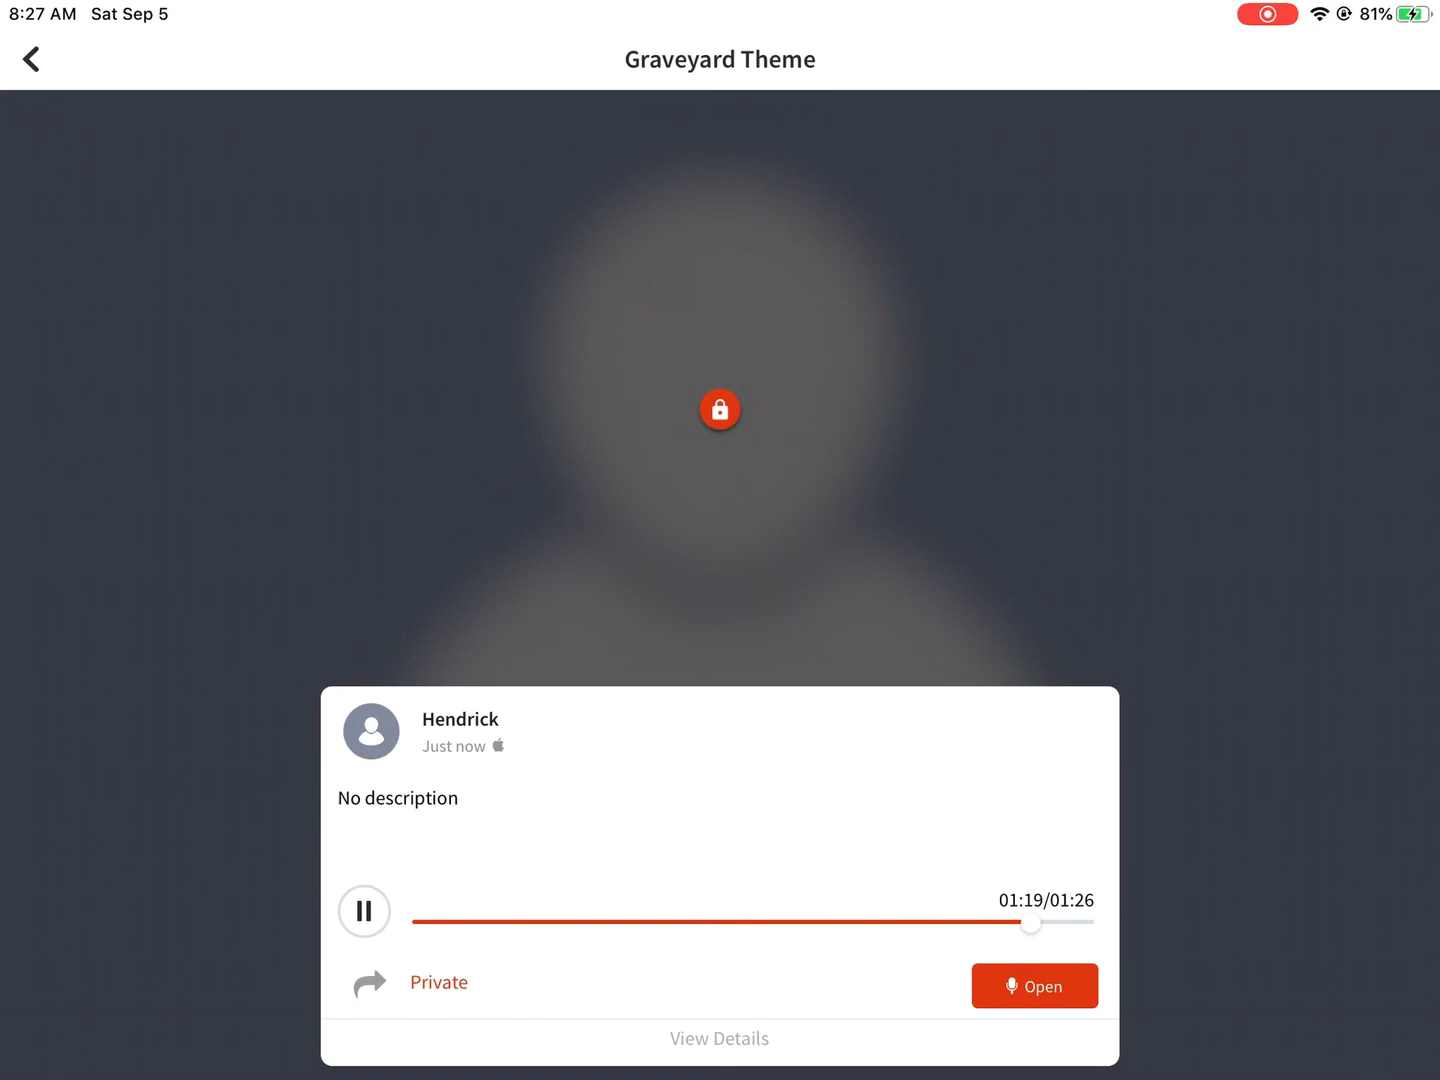 8:27 AM Sat Sep 5 81%
Graveyard Theme
Hendrick
Just now
No description
01:19/01:26
Private
Open
View Details